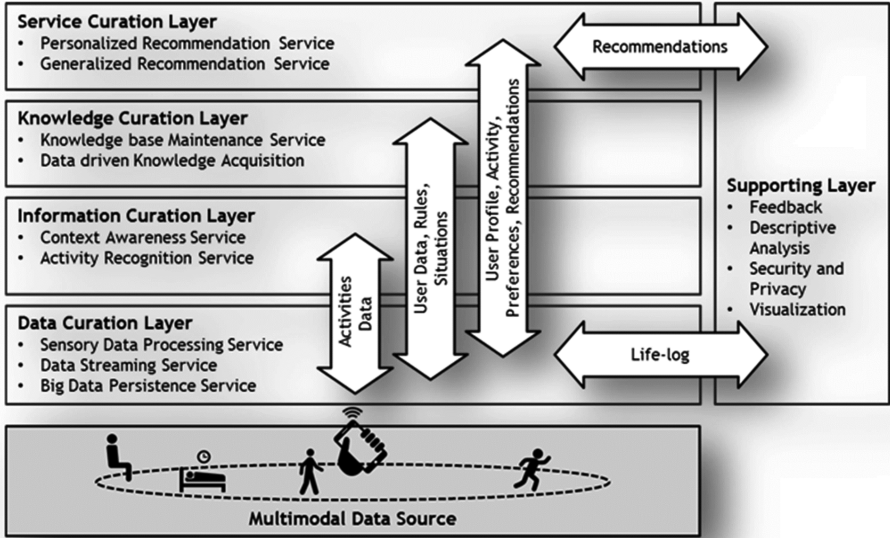 Service Curation Layer
• Personalized Recommendation Service
• Generalized Recommendation Service
Knowledge Curation Layer
• Knowledge base Maintenance Service
• Data driven Knowledge Acquisition
Information Curation Layer
• Context Awareness Service
• Activity Recognition Service
Data Curation Layer
• Sensory Data Processing Service
• Data Streaming Service
• Big Data Persistence Service
Activities
Data
User Data, Rules,
Situations
User Profile, Activity,
Preferences, Recommendations
Recommendations
Life-log
Supporting Layer
• Feedback
• Descriptive
Analysis
• Security and
Privacy
• Visualization
Multimodal Data Source